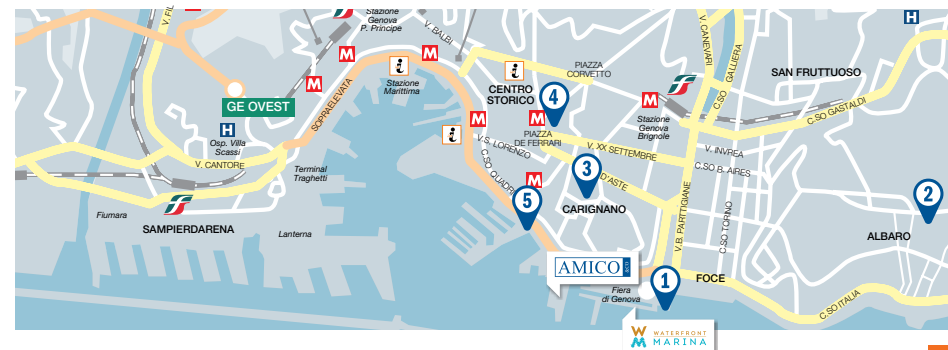 V. FIL
Stazione
Genova
P. Principe
V. BALBI
M
M
M
i
Stazione
Marittima
SOPRAELEVATA
GE OVEST
H
Osp. Villa
Scassi
V. CANTORE
Terminal
Traghetti
Fiumara
SAMPIERDARENA
Lanterna
i
CENTRO
STORICO
PIAZZA
CORVETTO
4
M
M
i
PIAZZA
DE FERRARI
V.S. LORENZO
C.SO QUADRI
M
5
3
CARIGNANO
D'ASTE
V. XX SETTEMBRE
M
Stazione
Genova
Brignole
V. CANEVARI
C.SO GALLIERA
SAN FRUTTUOSO
H
C.SO GASTALDI
V. INVREA
C.SO B. AIRES
V.B. PARTIGIANE
C.SO TORINO
2
ALBARO
AMICO
&CO
FOCE
1
Fiera
di Genova
C.SO ITALIA
WATERFRONT
MARINA